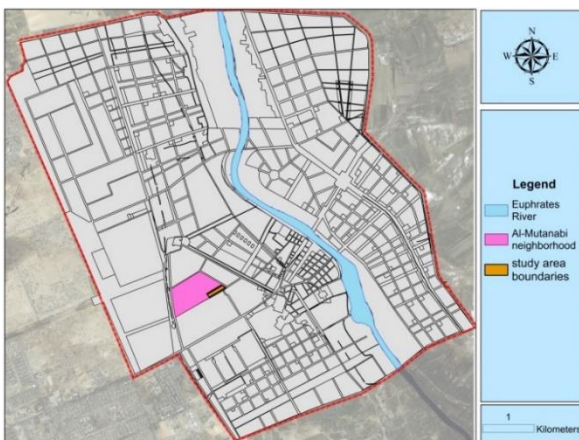 N
W E
S
Legend
Euphrates
River
Al-Mutanabi
neighborhood
study area
boundaries
1
Kilometers